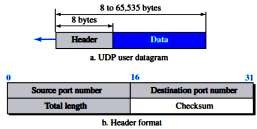 8 to 65,535 bytes
8 bytes
Header
Data
a. UDP user datagram
0 16 31
Source port number Destination port number
Total length Checksum
b. Header format